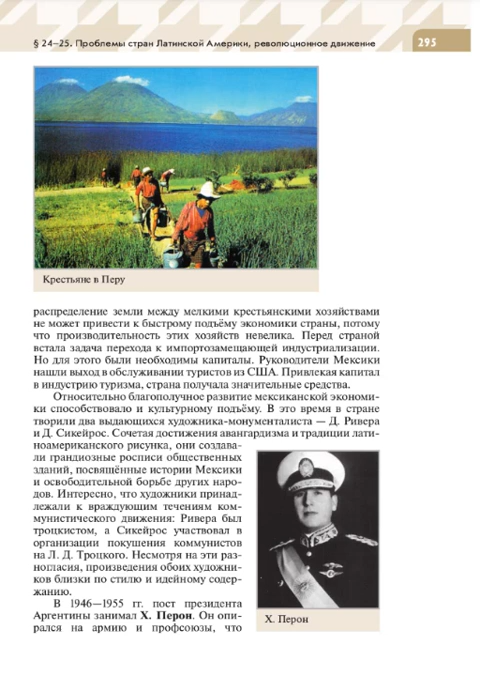 § 24–25. Проблемы стран Латинской Америки, революционное движение
295
Крестьяне в Перу
распределение земли между мелкими крестьянскими хозяйствами
не может привести к быстрому подъёму экономики страны, потому
что производительность этих хозяйств невелика. Перед страной
встала задача перехода к импортозамещающей индустриализации.
Но для этого были необходимы капиталы. Руководители Мексики
нашли выход в обслуживании туристов из США. Привлекая капитал
в индустрию туризма, страна получала значительные средства.
Относительно благополучное развитие мексиканской экономи-
ки способствовало и культурному подъёму. В это время в стране
творили два выдающихся художника-монументалиста — Д. Ривера
и Д. Сикейрос. Сочетая достижения авангардизма и традиции лати-
ноамериканского рисунка, они создава-
ли грандиозные росписи общественных
зданий, посвящённые истории Мексики
и освободительной борьбе других наро-
дов. Интересно, что художники принад-
лежали к враждующим течениям ком-
мунистического движения: Ривера был
троцкистом, а Сикейрос участвовал в
организации покушения коммунистов
на Л. Д. Троцкого. Несмотря на эти раз-
ногласия, произведения обоих художни-
ков близки по стилю и идейному содер-
жанию.
В 1946—1955 гг. пост президента
Аргентины занимал Х. Перон. Он опи-
рался на армию и профсоюзы, что
Х. Перон